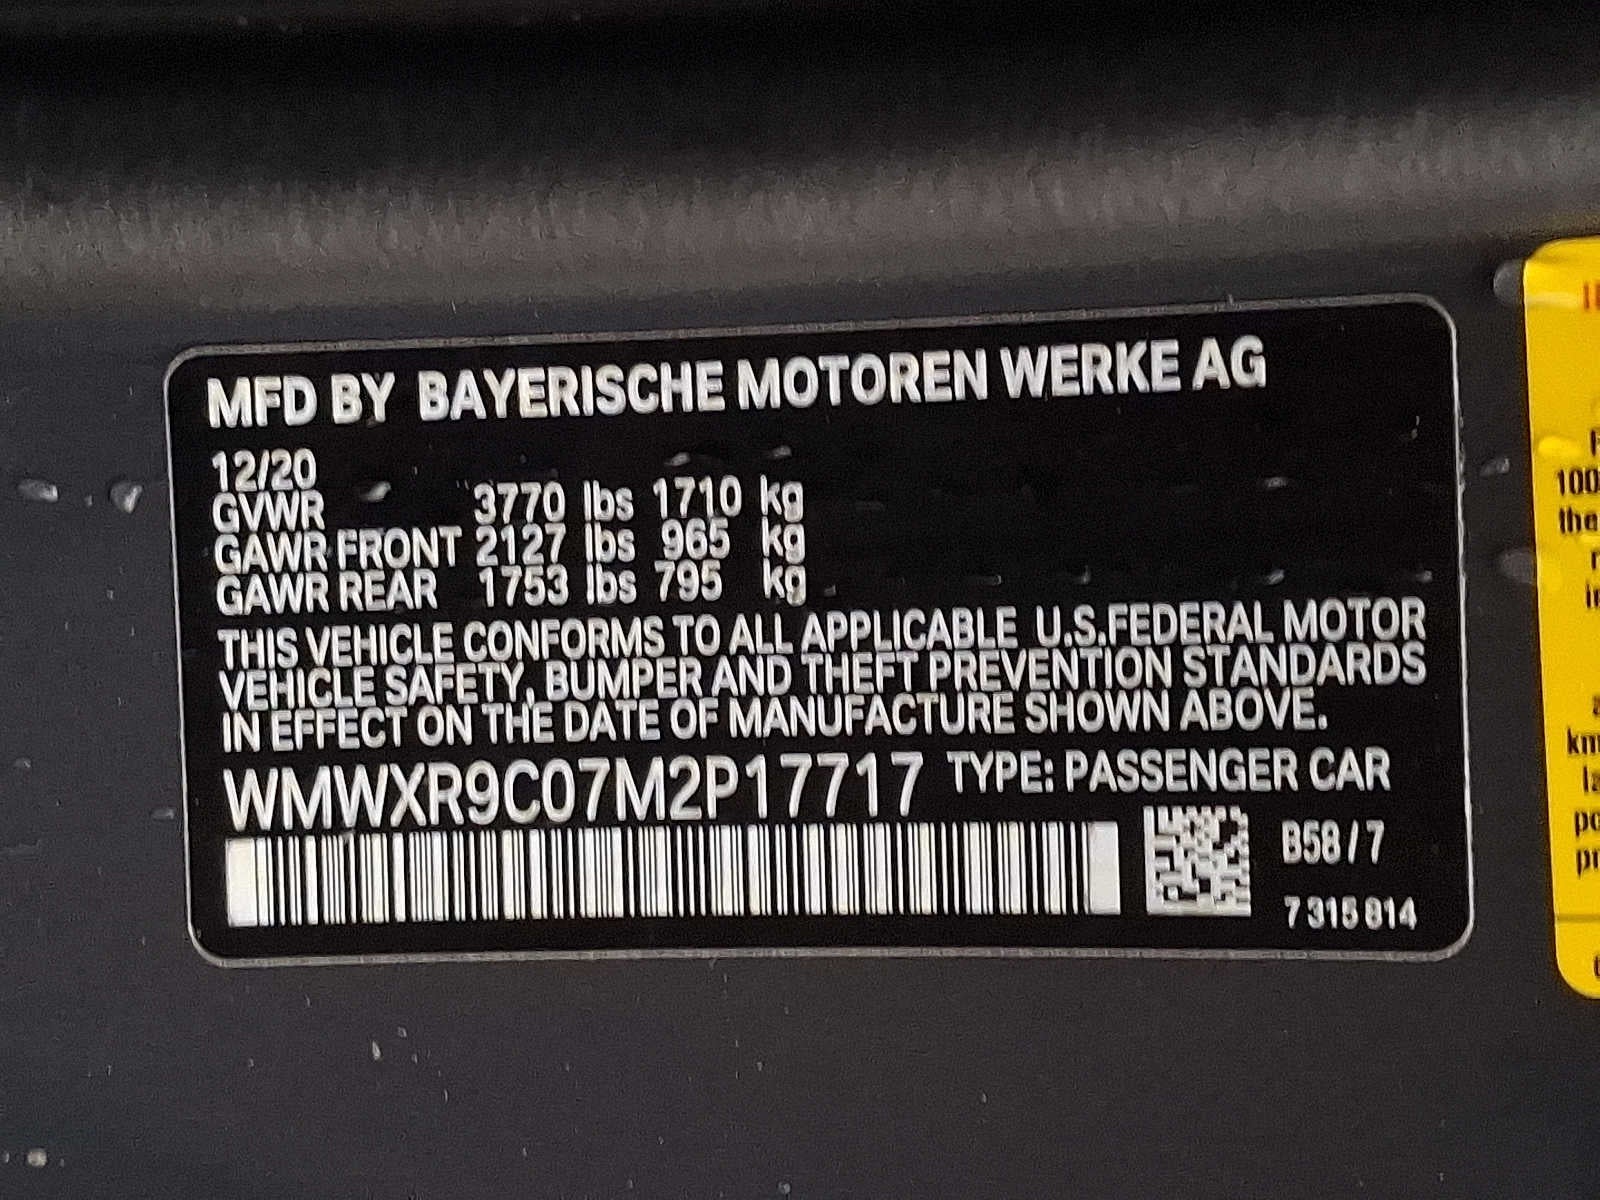 MFD BY BAYERISCHE MOTOREN WERKE AG
12/20
GVWR 3770 lbs 1710 kg
GAWR FRONT 2127 lbs 965 kg
GAWR REAR 1753 lbs 795 kg
THIS VEHICLE CONFORMS TO ALL APPLICABLE U.S.FEDERAL MOTOR
VEHICLE SAFETY, BUMPER AND THEFT PREVENTION STANDARDS
IN EFFECT ON THE DATE OF MANUFACTURE SHOWN ABOVE.
WMWXR9C07M2P17717 TYPE: PASSENGER CAR
B58 / 7
7 315 814
100
the
km